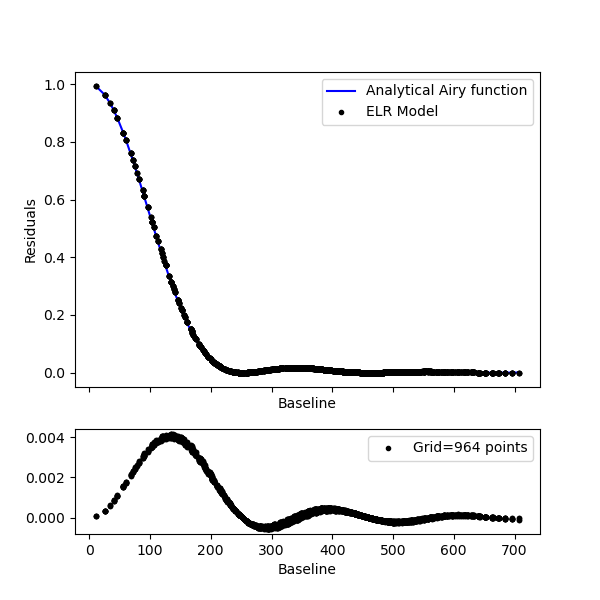 1.0
0.8
0.6
0.4
0.2
0.0
Residuals
Analytical Airy function
ELR Model
Baseline
0.004
0.002
0.000
Grid=964 points
0 100 200 300 400 500 600 700
Baseline